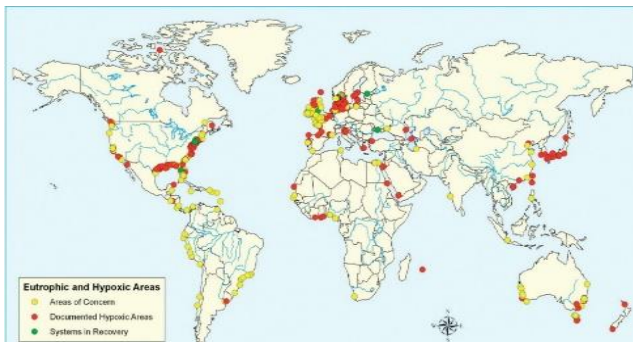 Eutrophic and Hypoxic Areas
Areas of Concern
Documented Hypoxic Areas
Systems in Recovery